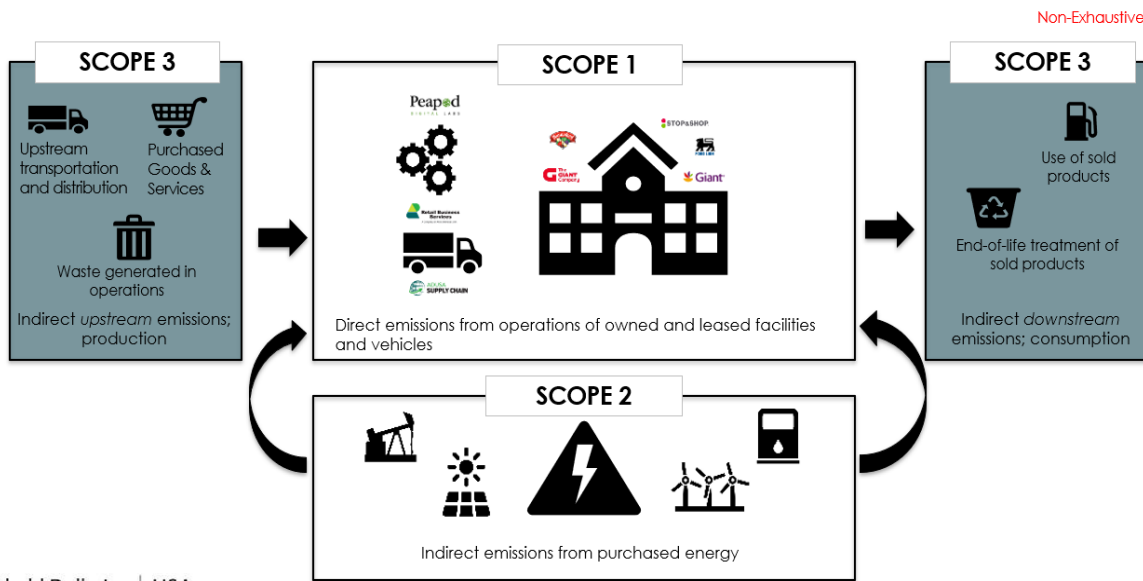 Non-Exhaustive
SCOPE 3
Upstream
transportation
and distribution
Purchased
Goods &
Services
Waste generated in
operations
Indirect upstream emissions;
production
SCOPE 1
Peapod
DIGITAL LABS
Retail Business
Services
ADUSA
SUPPLY CHAIN
STOP&SHOP
Hannaford
FOOD LION
The
GIANT
Company
Giant
Direct emissions from operations of owned and leased facilities
and vehicles
SCOPE 3
Use of sold
products
End-of-life treatment of
sold products
Indirect downstream
emissions; consumption
SCOPE 2
Indirect emissions from purchased energy